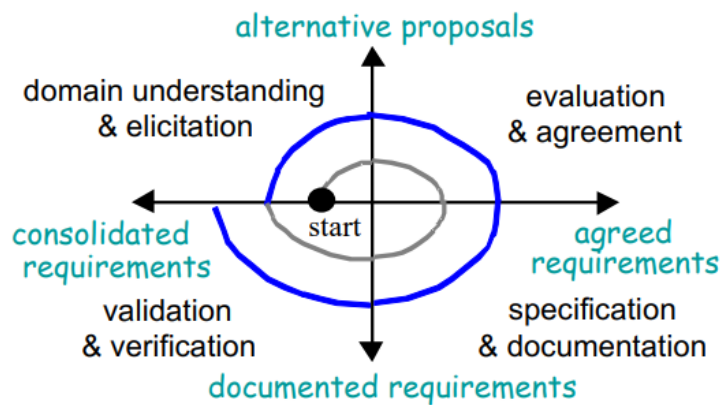 alternative proposals
domain understanding
& elicitation
evaluation
& agreement
start
consolidated
requirements
agreed
requirements
validation
& verification
specification
& documentation
documented requirements